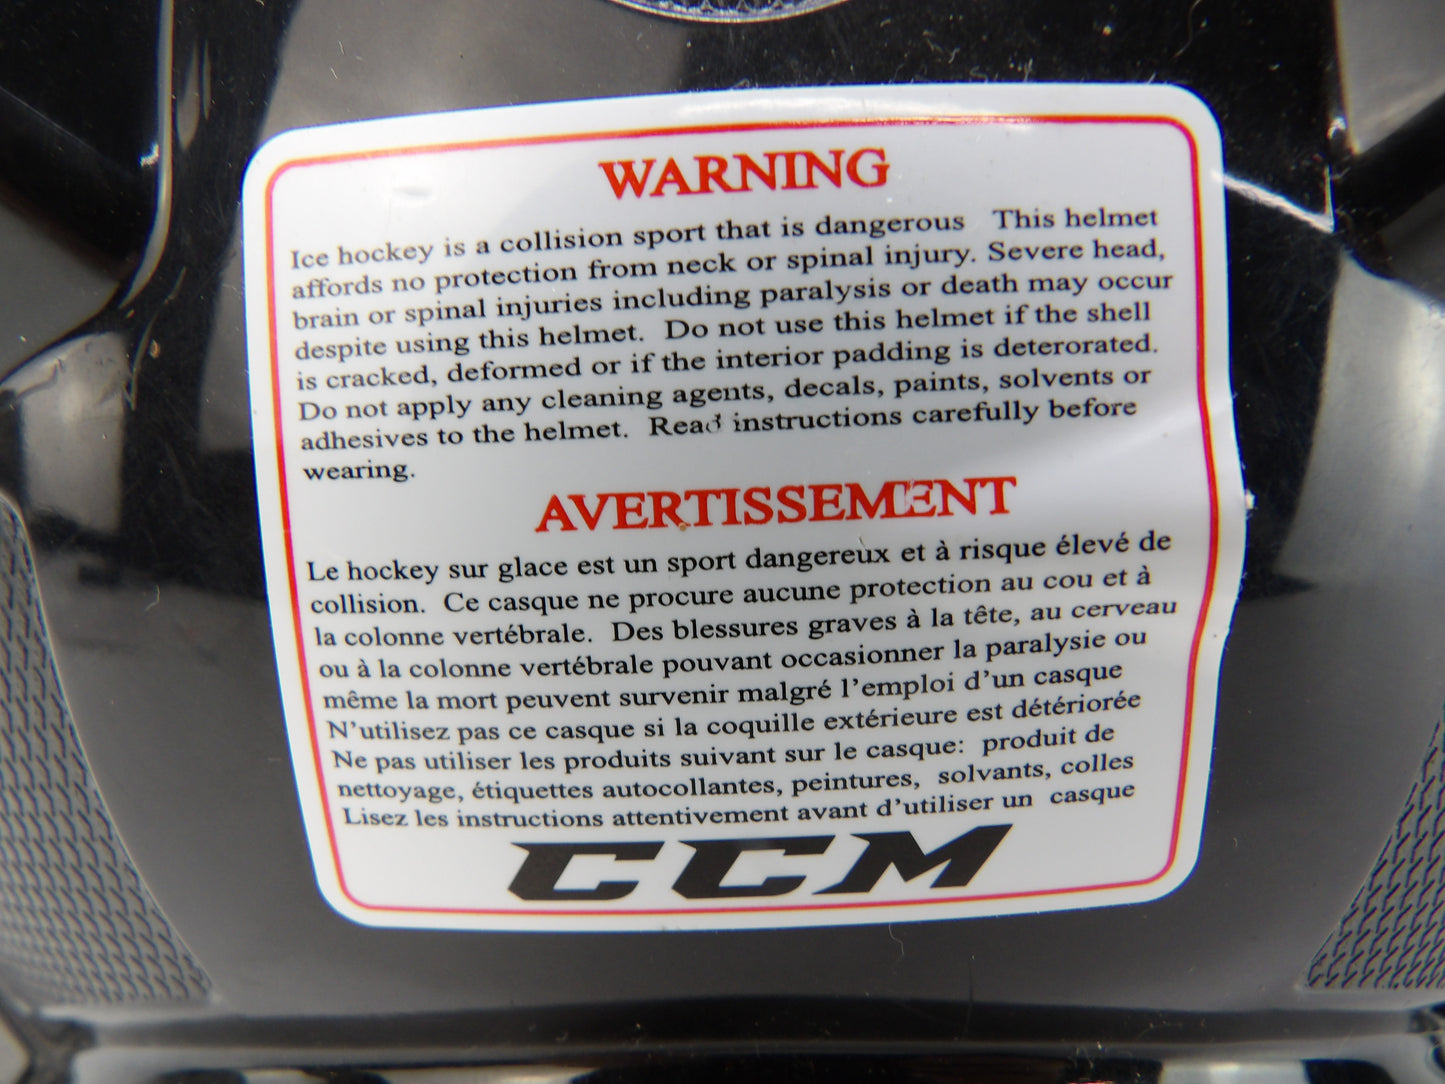 WARNING
Ice hockey is a collision sport that is dangerous This helmet
affords no protection from neck or spinal injury. Severe head,
brain or spinal injuries including paralysis or death may occur
despite using this helmet. Do not use this helmet if the shell
is cracked, deformed or if the interior padding is deterorated.
Do not apply any cleaning agents, decals, paints, solvents or
adhesives to the helmet. Read instructions carefully before
wearing.
AVERTISSEMENT
Le hockey sur glace est un sport dangereux et à risque élevé de
collision. Ce casque ne procure aucune protection au cou et à
la colonne vertébrale. Des blessures graves à la tête, au cerveau
ou à la colonne vertébrale pouvant occasionner la paralysie ou
même la mort peuvent survenir malgré l’emploi d’un casque
N’utilisez pas ce casque si la coquille extérieure est détériorée
Ne pas utiliser les produits suivant sur le casque: produit de
nettoyage, étiquettes autocollantes, peintures, solvants, colles
Lisez les instructions attentivement avant d’utiliser un casque
CCM